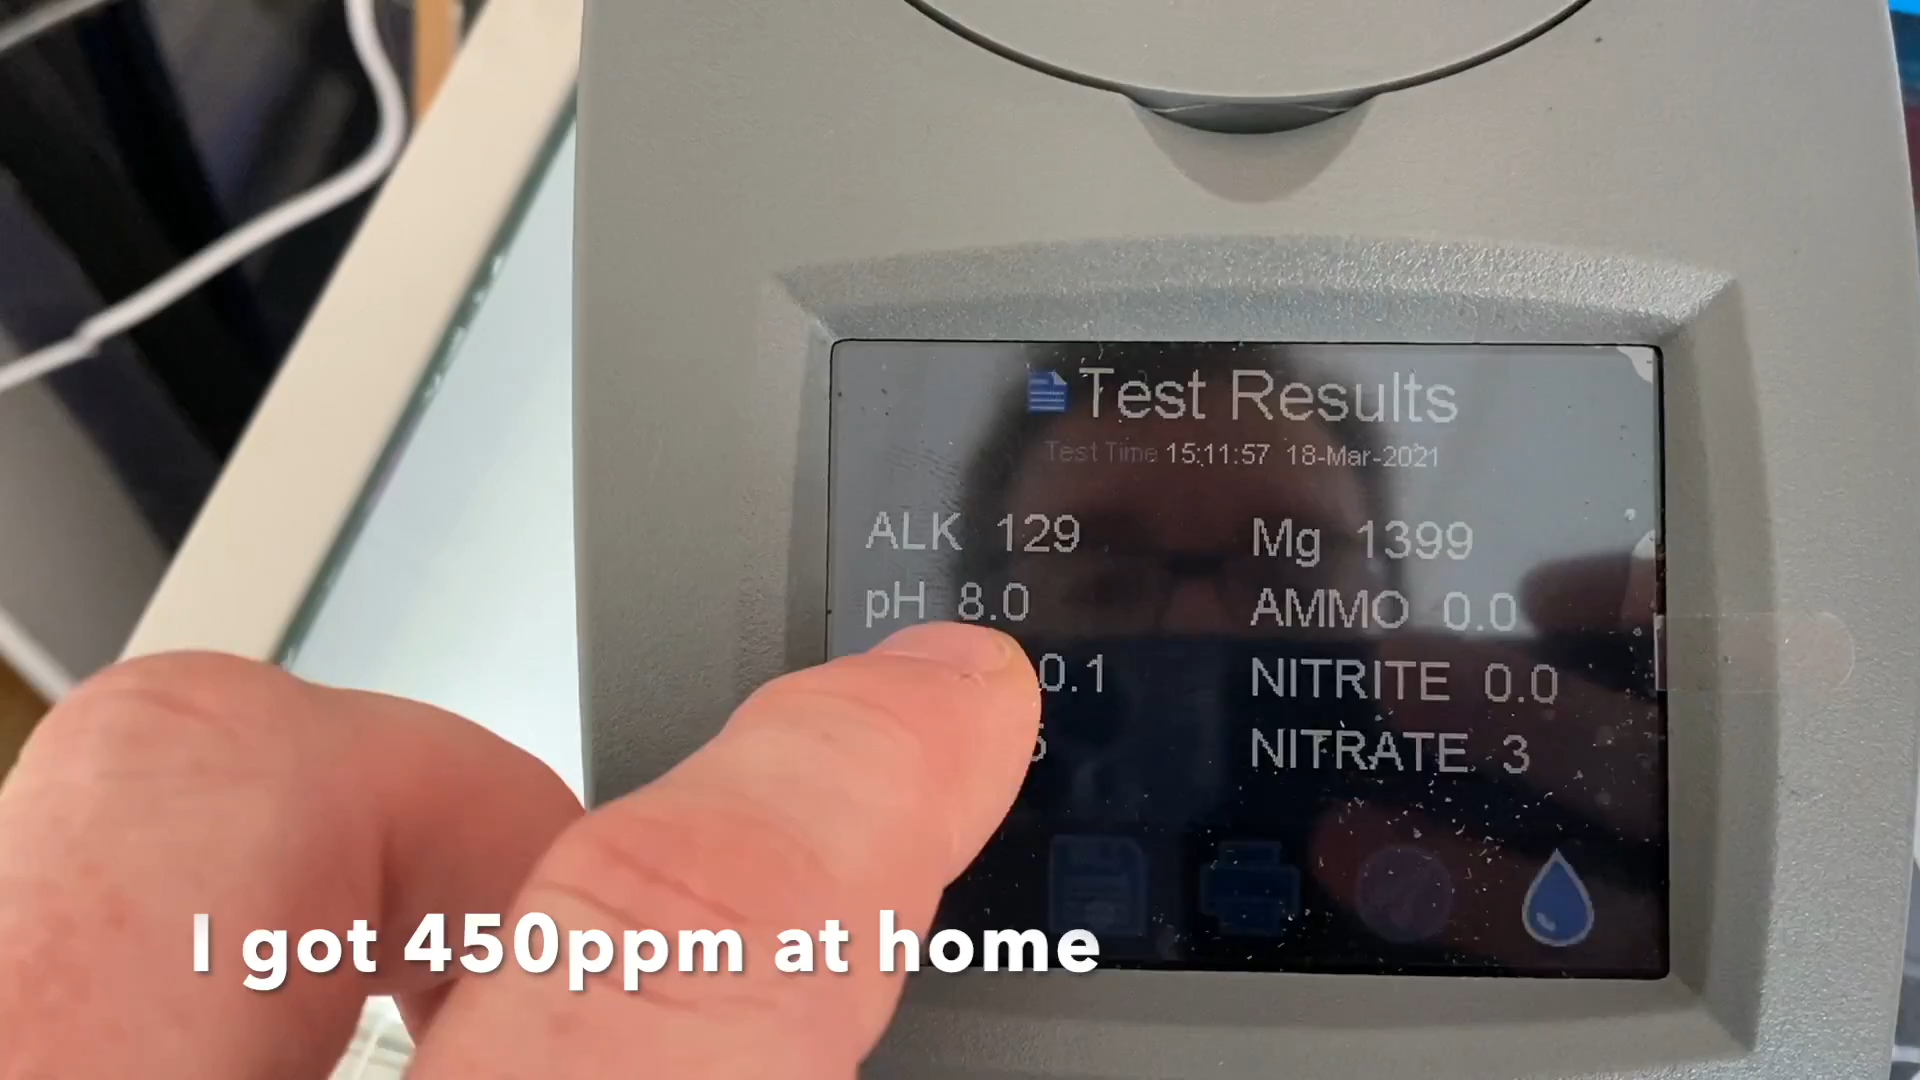 Test Results
Test Time 15:11:57 18-Mar-2021
ALK 129 Mg 1399
pH 8.0 AMMO 0.0
0.1 NITRITE 0.0
NITRATE 3
I got 450ppm at home